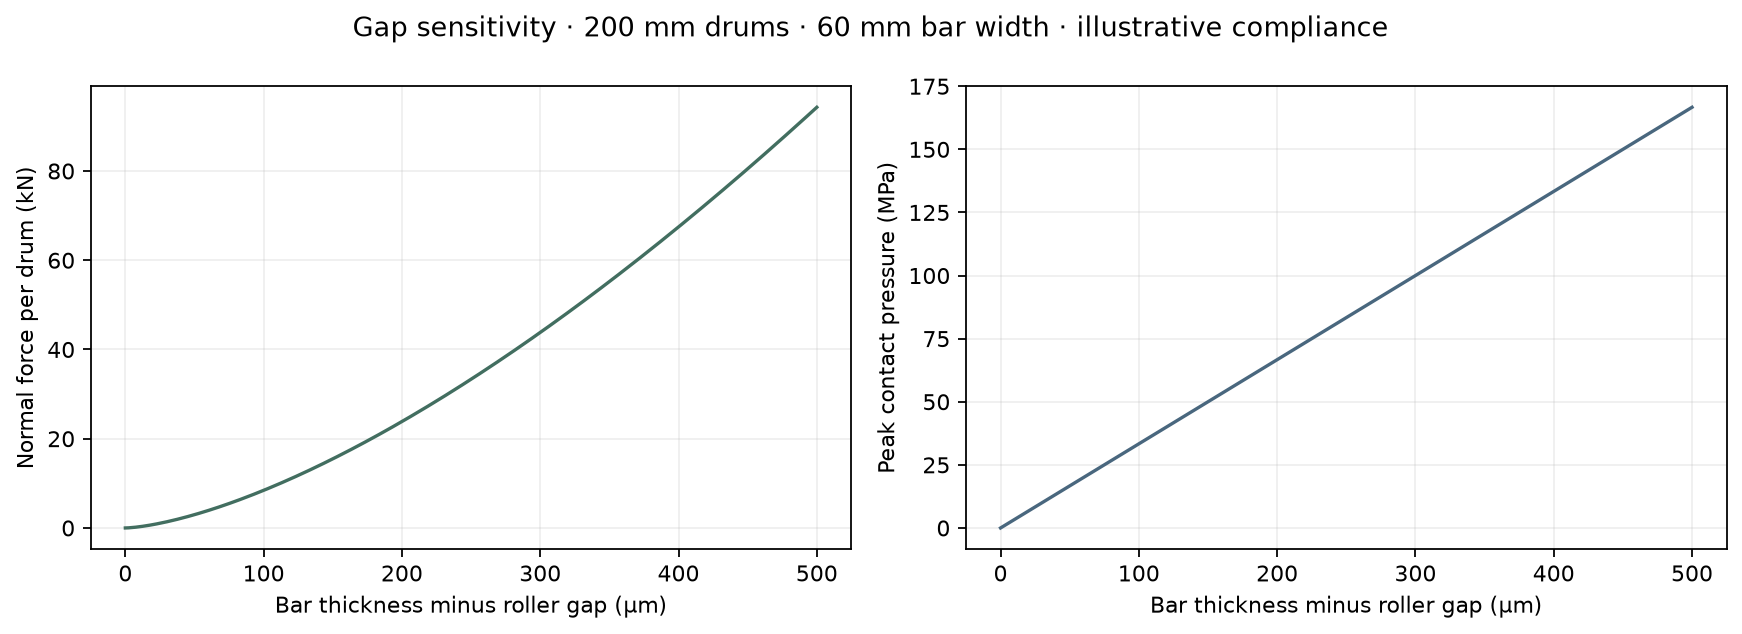 Gap sensitivity · 200 mm drums · 60 mm bar width · illustrative compliance
Normal force per drum (kN)
80
60
40
20
0
0 100 200 300 400 500
Bar thickness minus roller gap (µm)
Peak contact pressure (MPa)
175
150
125
100
75
50
25
0
0 100 200 300 400 500
Bar thickness minus roller gap (µm)